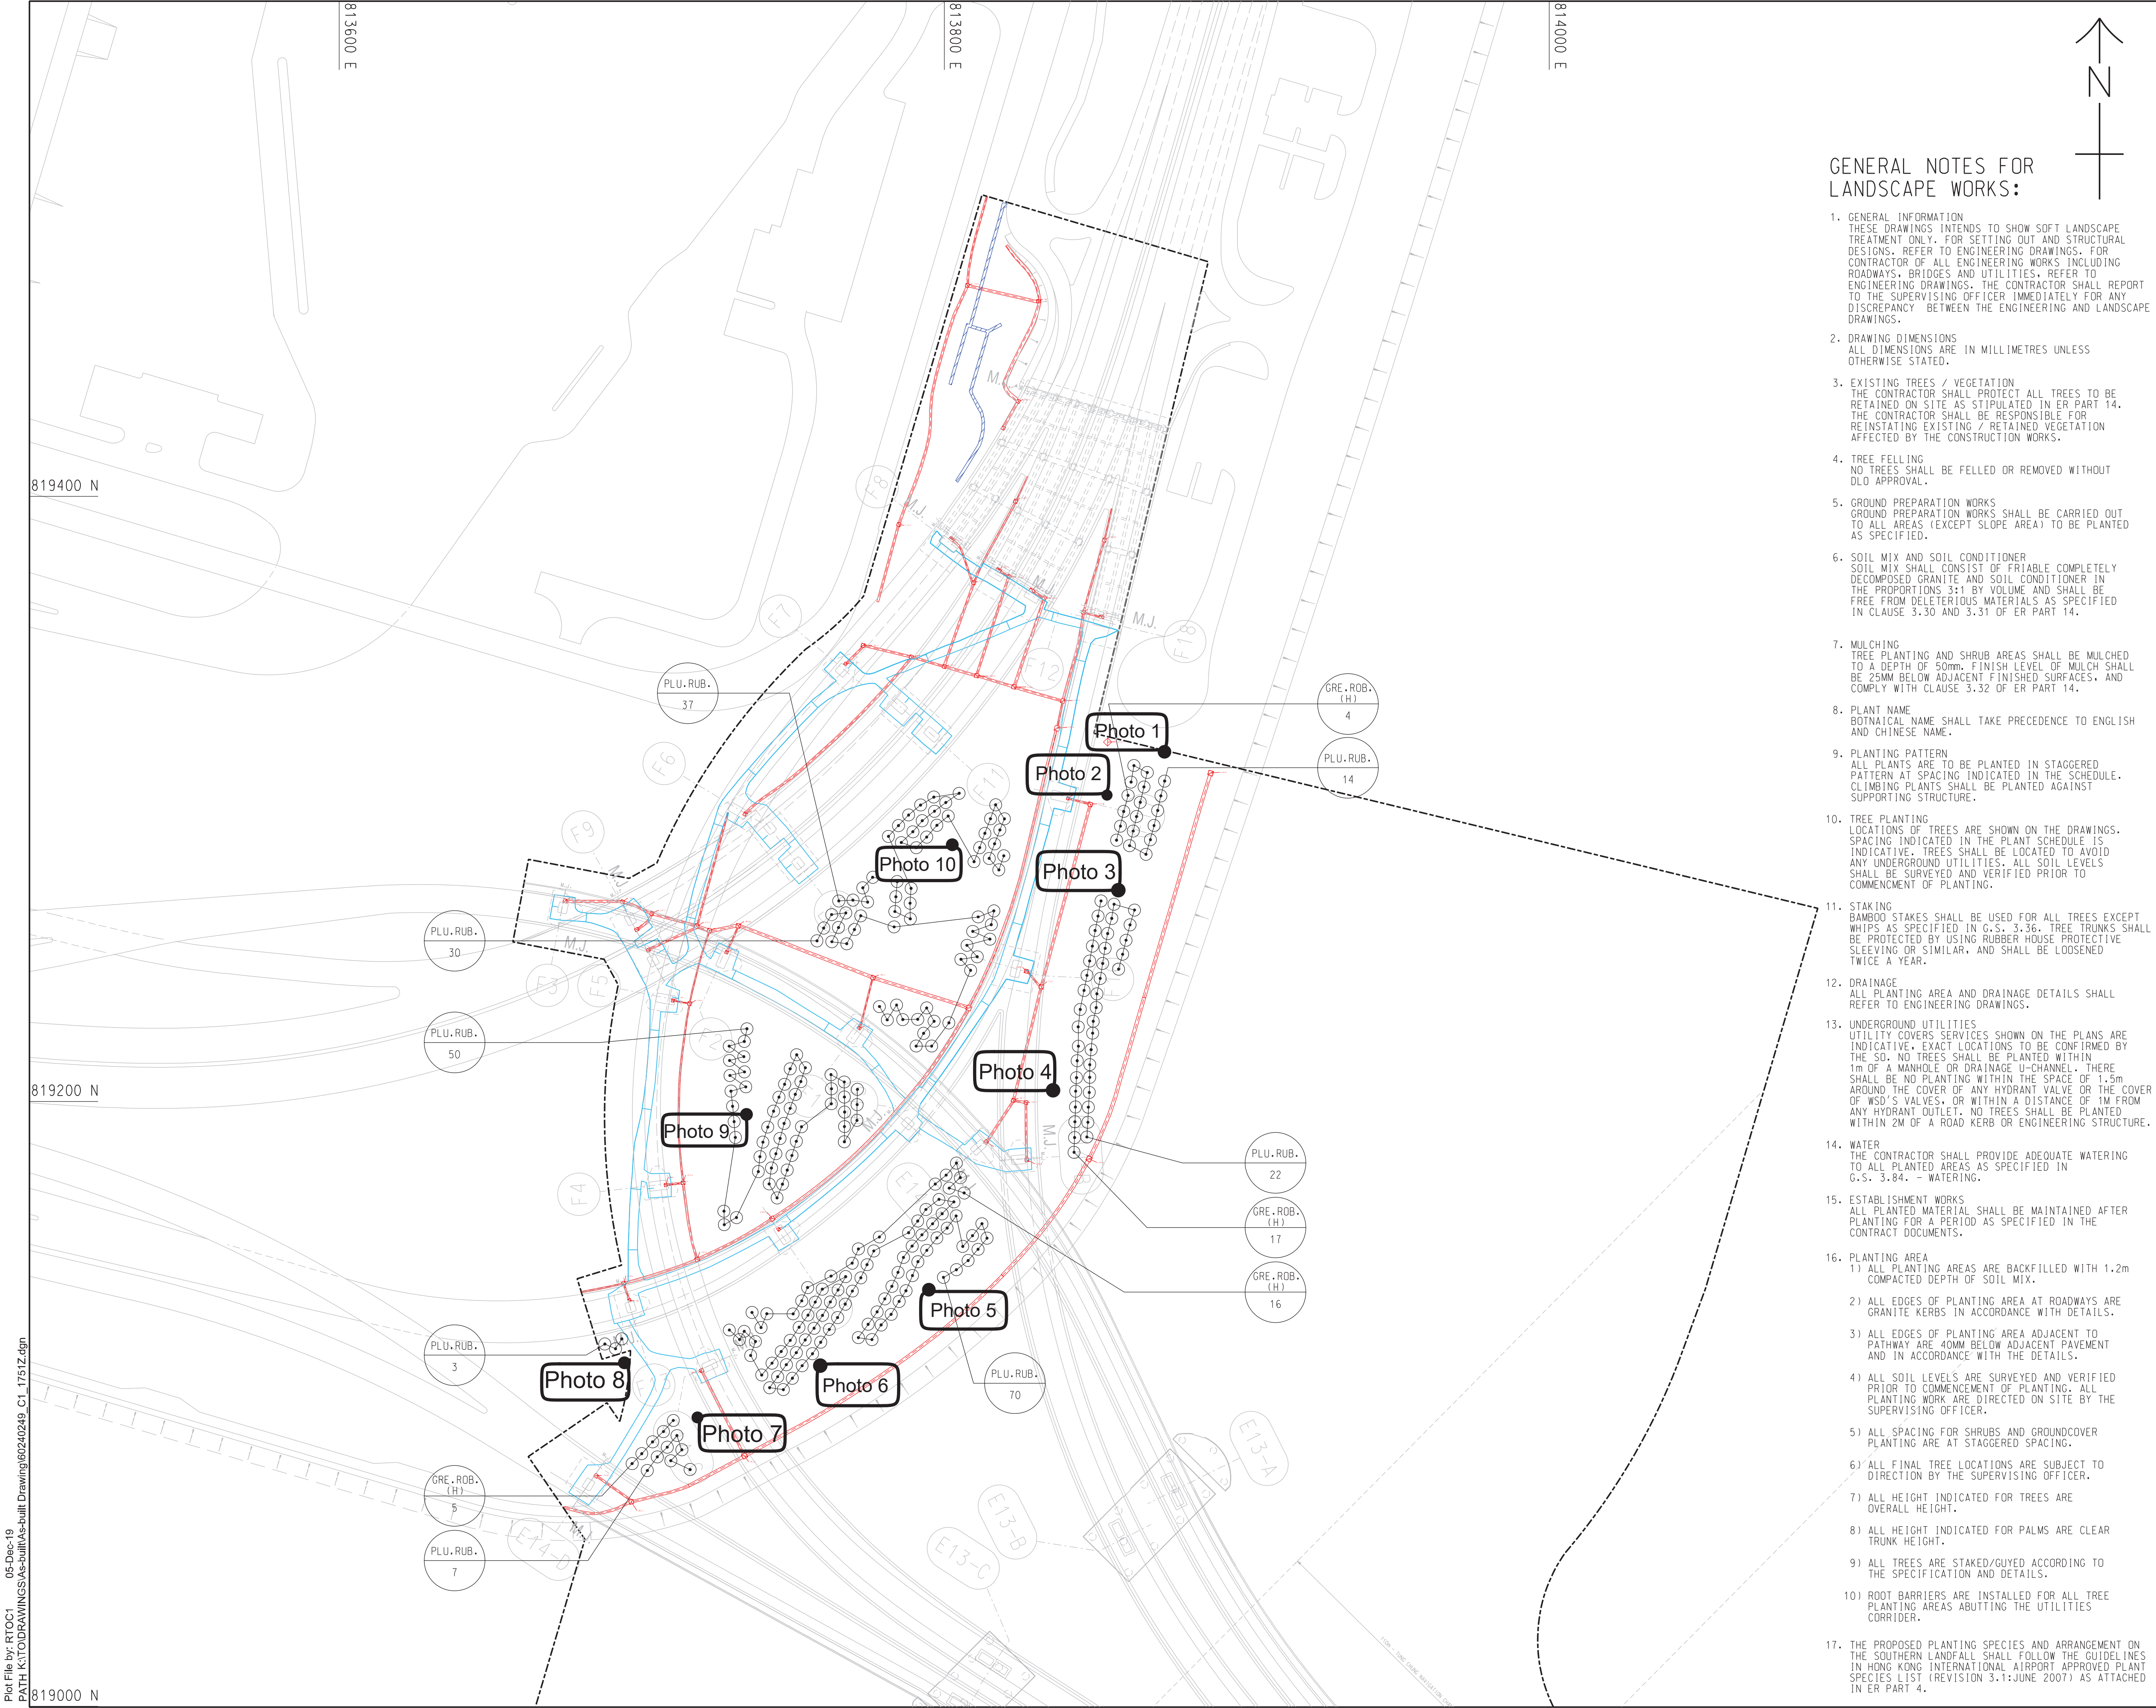 813600 E
813800 E
814000 E
N
819400 N
819200 N
819000 N
GENERAL NOTES FOR
LANDSCAPE WORKS:
1. GENERAL INFORMATION
THESE DRAWINGS INTENDS TO SHOW SOFT LANDSCAPE
TREATMENT ONLY. FOR SETTING OUT AND STRUCTURAL
DESIGNS. REFER TO ENGINEERING DRAWINGS. FOR
CONTRACTOR OF ALL ENGINEERING WORKS INCLUDING
ROADWAYS, BRIDGES AND UTILITIES, REFER TO
ENGINEERING DRAWINGS. THE CONTRACTOR SHALL REPORT
TO THE SUPERVISING OFFICER IMMEDIATELY FOR ANY
DISCREPANCY BETWEEN THE ENGINEERING AND LANDSCAPE
DRAWINGS.
2. DRAWING DIMENSIONS
ALL DIMENSIONS ARE IN MILLIMETRES UNLESS
OTHERWISE STATED.
3. EXISTING TREES / VEGETATION
THE CONTRACTOR SHALL PROTECT ALL TREES TO BE
RETAINED ON SITE AS STIPULATED IN ER PART 14.
THE CONTRACTOR SHALL BE RESPONSIBLE FOR
REINSTATING EXISTING / RETAINED VEGETATION
AFFECTED BY THE CONSTRUCTION WORKS.
4. TREE FELLING
NO TREES SHALL BE FELLED OR REMOVED WITHOUT
DLO APPROVAL.
5. GROUND PREPARATION WORKS
GROUND PREPARATION WORKS SHALL BE CARRIED OUT
TO ALL AREAS (EXCEPT SLOPE AREA) TO BE PLANTED
AS SPECIFIED.
6. SOIL MIX AND SOIL CONDITIONER
SOIL MIX SHALL CONSIST OF FRIABLE COMPLETELY
DECOMPOSED GRANITE AND SOIL CONDITIONER IN
THE PROPORTIONS 3:1 BY VOLUME AND SHALL BE
FREE FROM DELETERIOUS MATERIALS AS SPECIFIED
IN CLAUSE 3.30 AND 3.31 OF ER PART 14.
7. MULCHING
TREE PLANTING AND SHRUB AREAS SHALL BE MULCHED
TO A DEPTH OF 50mm. FINISH LEVEL OF MULCH SHALL
BE 25MM BELOW ADJACENT FINISHED SURFACES, AND
COMPLY WITH CLAUSE 3.32 OF ER PART 14.
8. PLANT NAME
BOTNAICAL NAME SHALL TAKE PRECEDENCE TO ENGLISH
AND CHINESE NAME.
9. PLANTING PATTERN
ALL PLANTS ARE TO BE PLANTED IN STAGGERED
PATTERN AT SPACING INDICATED IN THE SCHEDULE.
CLIMBING PLANTS SHALL BE PLANTED AGAINST
SUPPORTING STRUCTURE.
10. TREE PLANTING
LOCATIONS OF TREES ARE SHOWN ON THE DRAWINGS.
SPACING INDICATED IN THE PLANT SCHEDULE IS
INDICATIVE. TREES SHALL BE LOCATED TO AVOID
ANY UNDERGROUND UTILITIES. ALL SOIL LEVELS
SHALL BE SURVEYED AND VERIFIED PRIOR TO
COMMENCMENT OF PLANTING.
11. STAKING
BAMBOO STAKES SHALL BE USED FOR ALL TREES EXCEPT
WHIPS AS SPECIFIED IN G.S. 3.36. TREE TRUNKS SHALL
BE PROTECTED BY USING RUBBER HOUSE PROTECTIVE
SLEEVING OR SIMILAR, AND SHALL BE LOOSENED
TWICE A YEAR.
12. DRAINAGE
ALL PLANTING AREA AND DRAINAGE DETAILS SHALL
REFER TO ENGINEERING DRAWINGS.
13. UNDERGROUND UTILITIES
UTILITY COVERS SERVICES SHOWN ON THE PLANS ARE
INDICATIVE, EXACT LOCATIONS TO BE CONFIRMED BY
THE SO. NO TREES SHALL BE PLANTED WITHIN
1m OF A MANHOLE OR DRAINAGE U-CHANNEL. THERE
SHALL BE NO PLANTING WITHIN THE SPACE OF 1.5m
AROUND THE COVER OF ANY HYDRANT VALVE OR THE COVER
OF WSD'S VALVES, OR WITHIN A DISTANCE OF 1M FROM
ANY HYDRANT OUTLET. NO TREES SHALL BE PLANTED
WITHIN 2M OF A ROAD KERB OR ENGINEERING STRUCTURE.
14. WATER
THE CONTRACTOR SHALL PROVIDE ADEQUATE WATERING
TO ALL PLANTED AREAS AS SPECIFIED IN
G.S. 3.84. - WATERING.
15. ESTABLISHMENT WORKS
ALL PLANTED MATERIAL SHALL BE MAINTAINED AFTER
PLANTING FOR A PERIOD AS SPECIFIED IN THE
CONTRACT DOCUMENTS.
16. PLANTING AREA
1) ALL PLANTING AREAS ARE BACKFILLED WITH 1.2m
COMPACTED DEPTH OF SOIL MIX.
2) ALL EDGES OF PLANTING AREA AT ROADWAYS ARE
GRANITE KERBS IN ACCORDANCE WITH DETAILS.
3) ALL EDGES OF PLANTING AREA ADJACENT TO
PATHWAY ARE 40MM BELOW ADJACENT PAVEMENT
AND IN ACCORDANCE WITH THE DETAILS.
4) ALL SOIL LEVELS ARE SURVEYED AND VERIFIED
PRIOR TO COMMENCEMENT OF PLANTING. ALL
PLANTING WORK ARE DIRECTED ON SITE BY THE
SUPERVISING OFFICER.
5) ALL SPACING FOR SHRUBS AND GROUNDCOVER
PLANTING ARE AT STAGGERED SPACING.
6) ALL FINAL TREE LOCATIONS ARE SUBJECT TO
DIRECTION BY THE SUPERVISING OFFICER.
7) ALL HEIGHT INDICATED FOR TREES ARE
OVERALL HEIGHT.
8) ALL HEIGHT INDICATED FOR PALMS ARE CLEAR
TRUNK HEIGHT.
9) ALL TREES ARE STAKED/GUYED ACCORDING TO
THE SPECIFICATION AND DETAILS.
10) ROOT BARRIERS ARE INSTALLED FOR ALL TREE
PLANTING AREAS ABUTTING THE UTILITIES
CORRIDER.
17. THE PROPOSED PLANTING SPECIES AND ARRANGEMENT ON
THE SOUTHERN LANDFALL SHALL FOLLOW THE GUIDELINES
IN HONG KONG INTERNATIONAL AIRPORT APPROVED PLANT
SPECIES LIST (REVISION 3.1:JUNE 2007) AS ATTACHED
IN ER PART 4.
M.J.
F8
M.J.
F7
M.J.
M.J.
F18
F12
PLU.RUB.
37
GRE.ROB.
(H)
4
Photo 1
PLU.RUB.
14
Photo 2
F6
F11
F9
M.J.
Photo 10
Photo 3
PLU.RUB.
30
M.J.
F3
F5
PLU.RUB.
50
F2
Photo 4
Photo 9
M.J.
M.J.
PLU.RUB.
22
F4
GRE.ROB.
(H)
17
GRE.ROB.
(H)
16
Photo 5
PLU.RUB.
3
Photo 8
Photo 6
PLU.RUB.
70
Photo 7
GRE.ROB.
(H)
5
PLU.RUB.
7
M.J.
E14-D
E13-A
E13-B
E13-C
Plot File by: RTOC1 05-Dec-19
PATH K:\TO\DRAWINGS\As-built\As-built Drawing\60240249_C1_1751Z.dgn